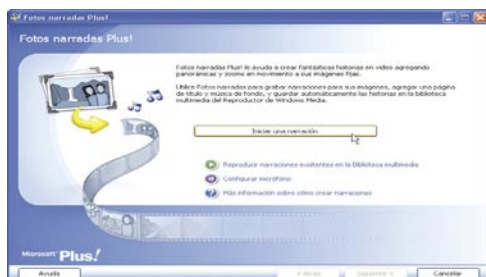 Fotos narradas Plus!
Fotos narradas Plus!
Fotos narradas Plus! le ayuda a crear fantásticas historias en vídeo agregando
panorámicas y zooms en movimiento a sus imágenes fijas.
Utilice Fotos narradas para grabar narraciones para sus imágenes, agregar una página
de título y música de fondo, y guardar automáticamente las historias en la biblioteca
multimedia del Reproductor de Windows Media.
Iniciar una narración
Reproducir narraciones existentes en la Biblioteca multimedia
Configurar micrófono
Más información sobre cómo crear narraciones
Microsoft Plus!
Ayuda
< Atrás
Siguiente >
Cancelar